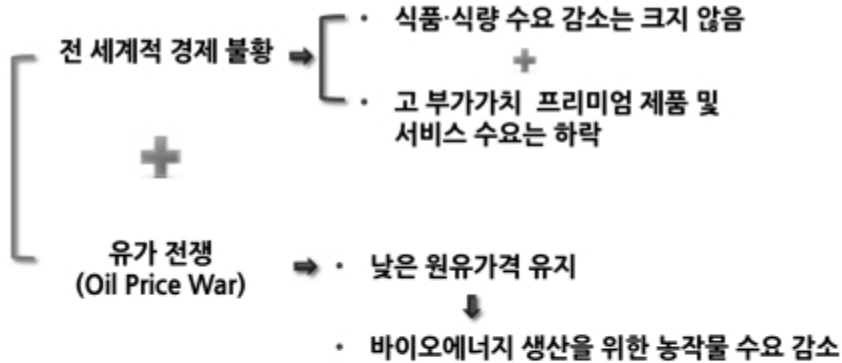 전 세계적 경제 불황
• 식품·식량 수요 감소는 크지 않음
• 고 부가가치 프리미엄 제품 및
서비스 수요는 하락
유가 전쟁
(Oil Price War)
• 낮은 원유가격 유지
• 바이오에너지 생산을 위한 농작물 수요 감소